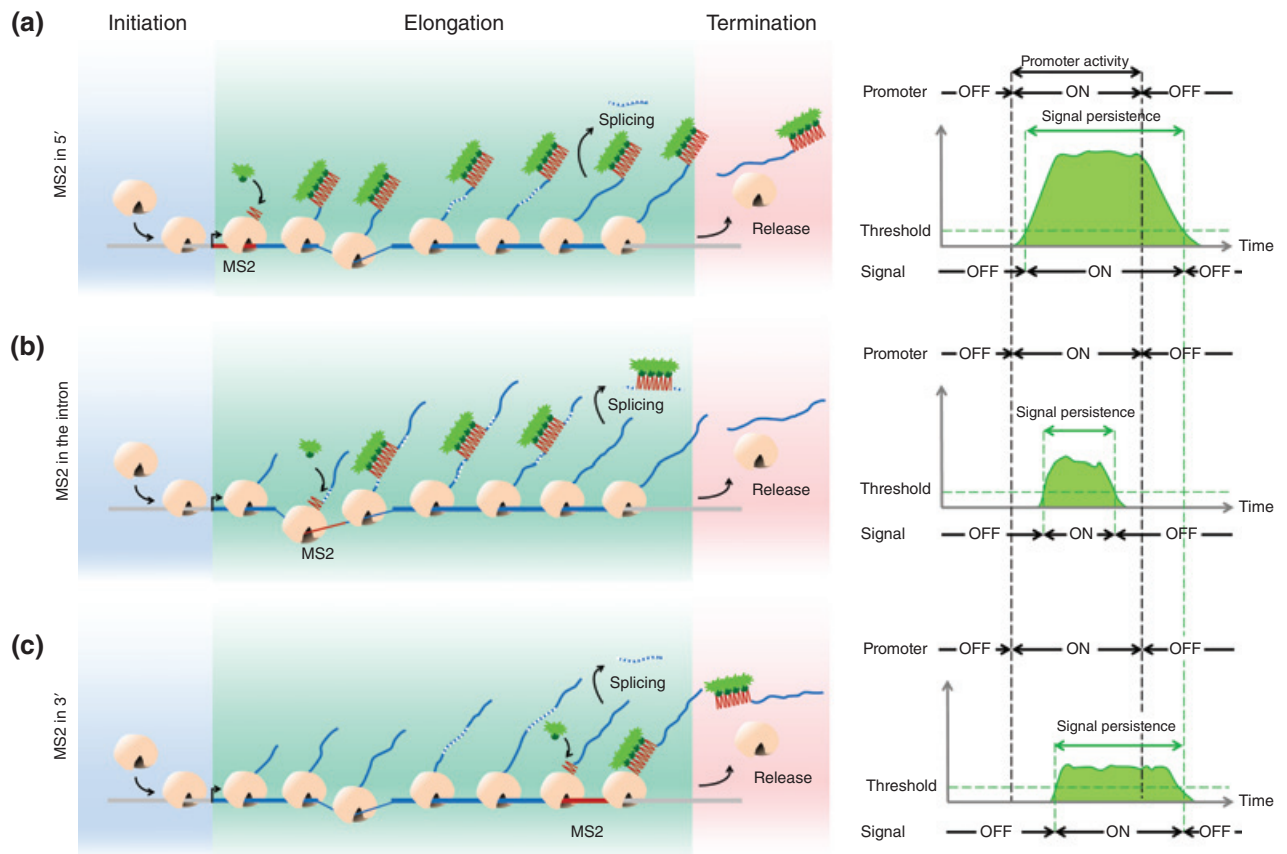 (a)
Initiation
Elongation
Termination
MS2 in 5′
Splicing
MS2
Release
Promoter activity
Promoter
OFF
ON
OFF
Signal persistence
Threshold
Time
Signal
OFF
ON
OFF
(b)
MS2 in the intron
Splicing
MS2
Release
Promoter
OFF
ON
OFF
Signal persistence
Threshold
Time
Signal
OFF
ON
OFF
(c)
MS2 in 3′
Splicing
MS2
Release
Promoter
OFF
ON
OFF
Signal persistence
Threshold
Time
Signal
OFF
ON
OFF